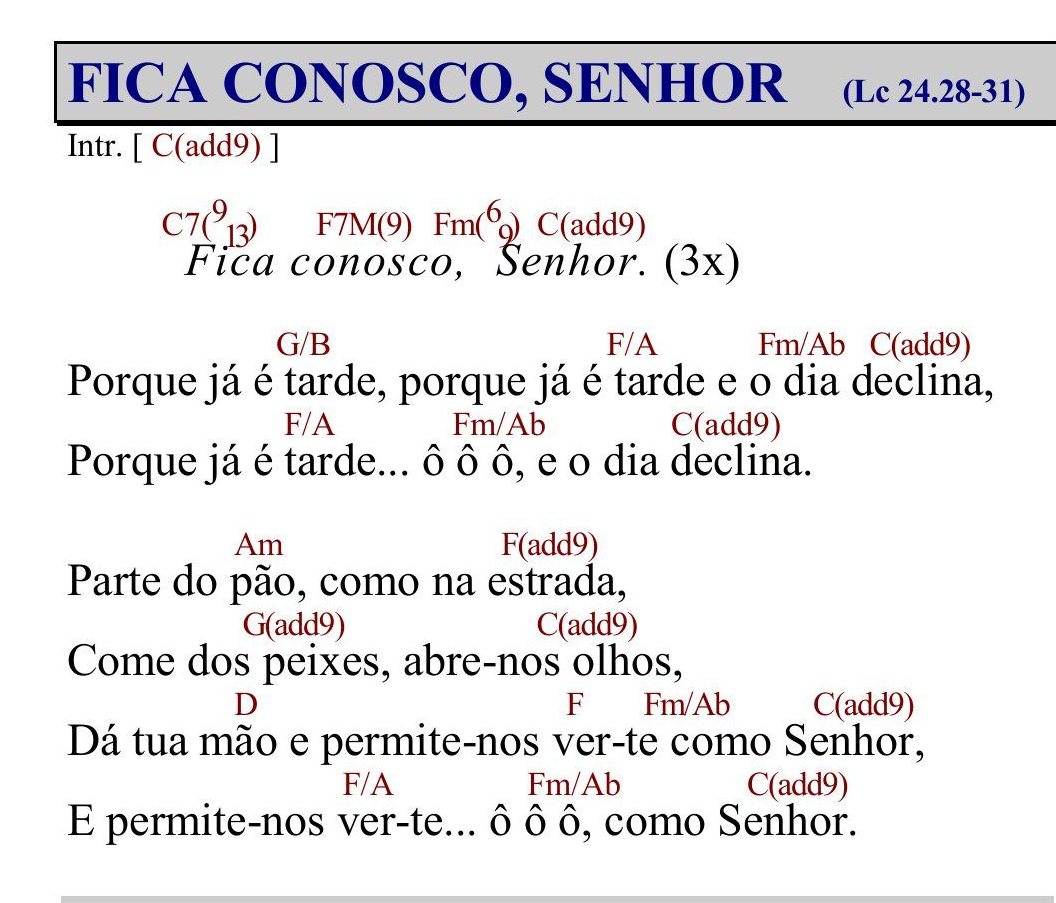 FICA CONOSCO, SENHOR (Lc 24.28-31)
Intr. [ C(add9) ]
C7(9 13) F7M(9) Fm(6 9) C(add9)
Fica conosco, Senhor. (3x)
G/B F/A Fm/Ab C(add9)
Porque já é tarde, porque já é tarde e o dia declina,
F/A Fm/Ab C(add9)
Porque já é tarde... ô ô ô, e o dia declina.
Am F(add9)
Parte do pão, como na estrada,
G(add9) C(add9)
Come dos peixes, abre-nos olhos,
D F Fm/Ab C(add9)
Dá tua mão e permite-nos ver-te como Senhor,
F/A Fm/Ab C(add9)
E permite-nos ver-te... ô ô ô, como Senhor.